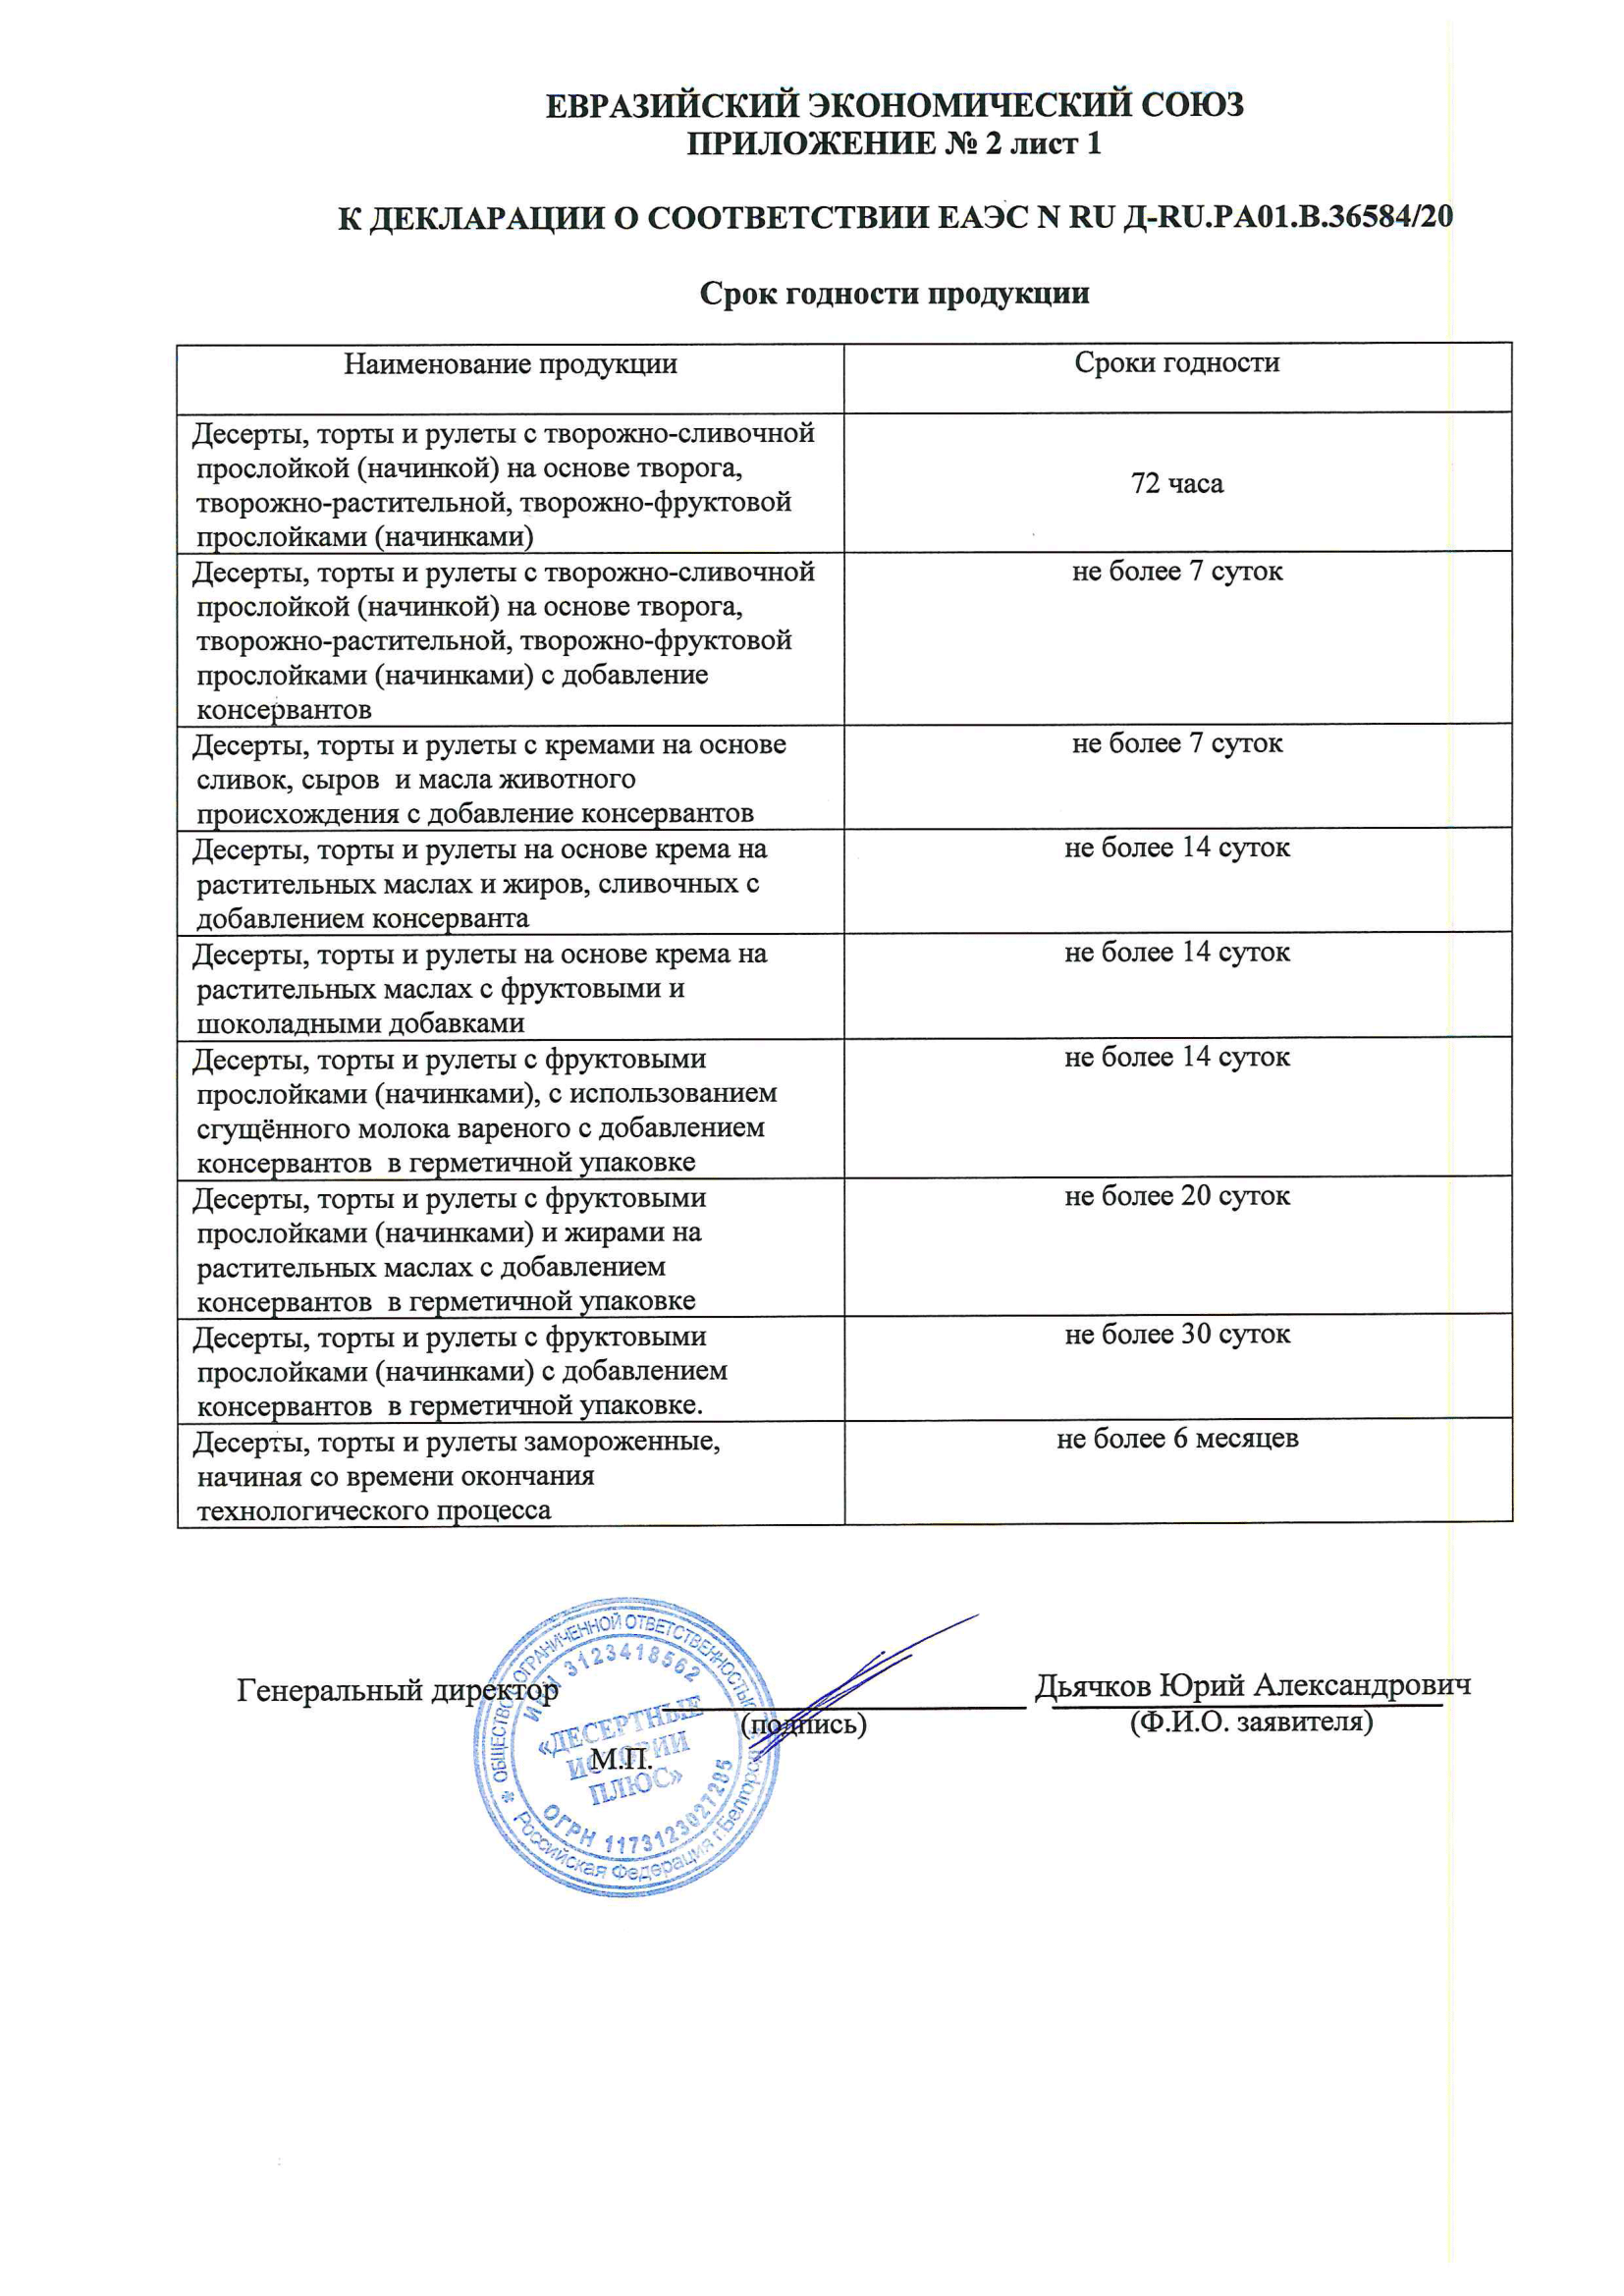 ЕВРАЗИЙСКИЙ ЭКОНОМИЧЕСКИЙ СОЮЗ
ПРИЛОЖЕНИЕ № 2 лист 1
К ДЕКЛАРАЦИИ О СООТВЕТСТВИИ ЕАЭС N RU Д-RU.РА01.В.36584/20
Срок годности продукции
Наименование продукции
Сроки годности
Десерты, торты и рулеты с творожно-сливочной
прослойкой (начинкой) на основе творога,
творожно-растительной, творожно-фруктовой
прослойками (начинками)
72 часа
Десерты, торты и рулеты с творожно-сливочной
прослойкой (начинкой) на основе творога,
творожно-растительной, творожно-фруктовой
прослойками (начинками) с добавление
консервантов
не более 7 суток
Десерты, торты и рулеты с кремами на основе
сливок, сыров и масла животного
происхождения с добавление консервантов
не более 7 суток
Десерты, торты и рулеты на основе крема на
растительных маслах и жиров, сливочных с
добавлением консерванта
не более 14 суток
Десерты, торты и рулеты на основе крема на
растительных маслах с фруктовыми и
шоколадными добавками
не более 14 суток
Десерты, торты и рулеты с фруктовыми
прослойками (начинками), с использованием
сгущённого молока вареного с добавлением
консервантов в герметичной упаковке
не более 14 суток
Десерты, торты и рулеты с фруктовыми
прослойками (начинками) и жирами на
растительных маслах с добавлением
консервантов в герметичной упаковке
не более 20 суток
Десерты, торты и рулеты с фруктовыми
прослойками (начинками) с добавлением
консервантов в герметичной упаковке.
не более 30 суток
Десерты, торты и рулеты замороженные,
начиная со времени окончания
технологического процесса
не более 6 месяцев
Генеральный директор
(подпись)
Дьячков Юрий Александрович
(Ф.И.О. заявителя)
М.П.
ОБЩЕСТВО С ОГРАНИЧЕННОЙ ОТВЕТСТВЕННОСТЬЮ
ИНН 3123418562
«ДЕСЕРТНЫЕ
ИСТОРИИ
ПЛЮС»
ОГРН 1173123027285
Российская Федерация г.Белгород